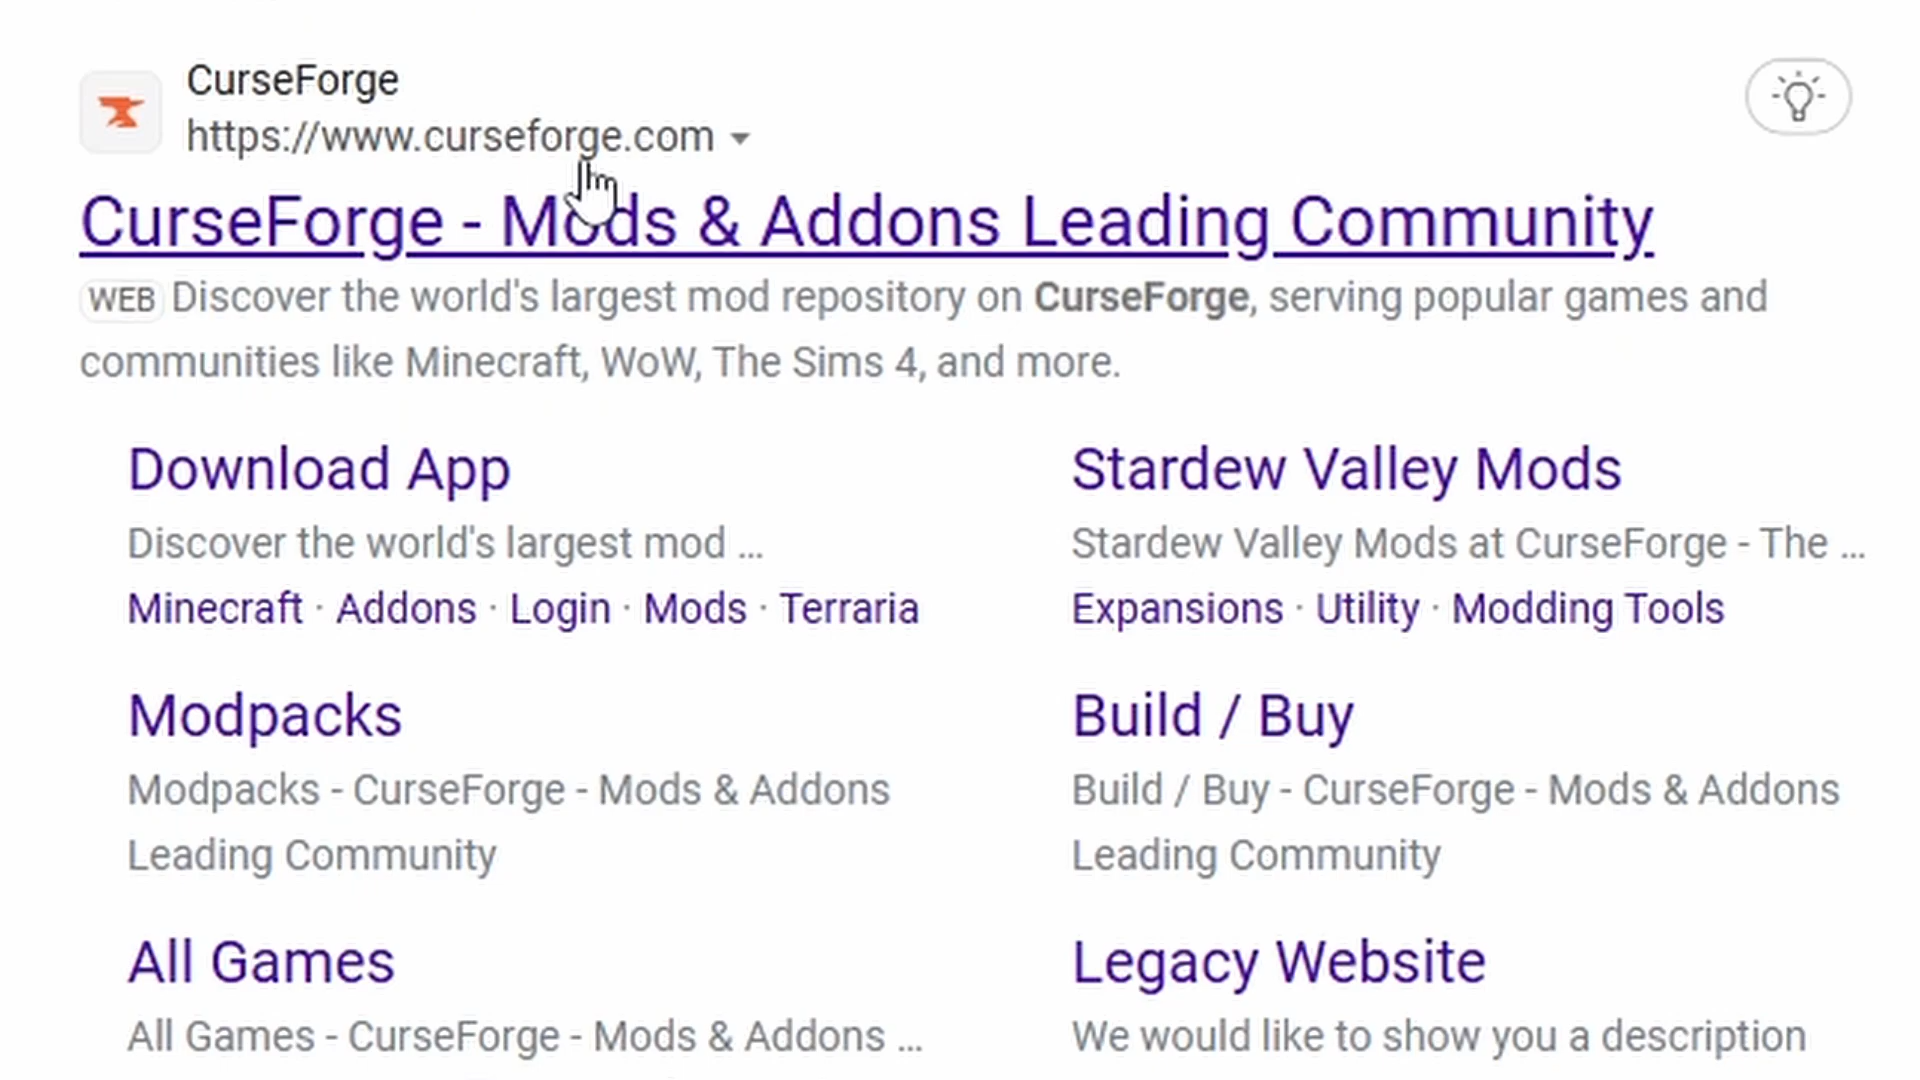 CurseForge
https://www.curseforge.com
CurseForge - Mods & Addons Leading Community
WEB Discover the world's largest mod repository on CurseForge, serving popular games and
communities like Minecraft, WoW, The Sims 4, and more.
Download App
Discover the world's largest mod ...
Minecraft · Addons · Login · Mods · Terraria
Stardew Valley Mods
Stardew Valley Mods at CurseForge - The ...
Expansions · Utility · Modding Tools
Modpacks
Modpacks - CurseForge - Mods & Addons
Leading Community
Build / Buy
Build / Buy - CurseForge - Mods & Addons
Leading Community
All Games
All Games - CurseForge - Mods & Addons ...
Legacy Website
We would like to show you a description